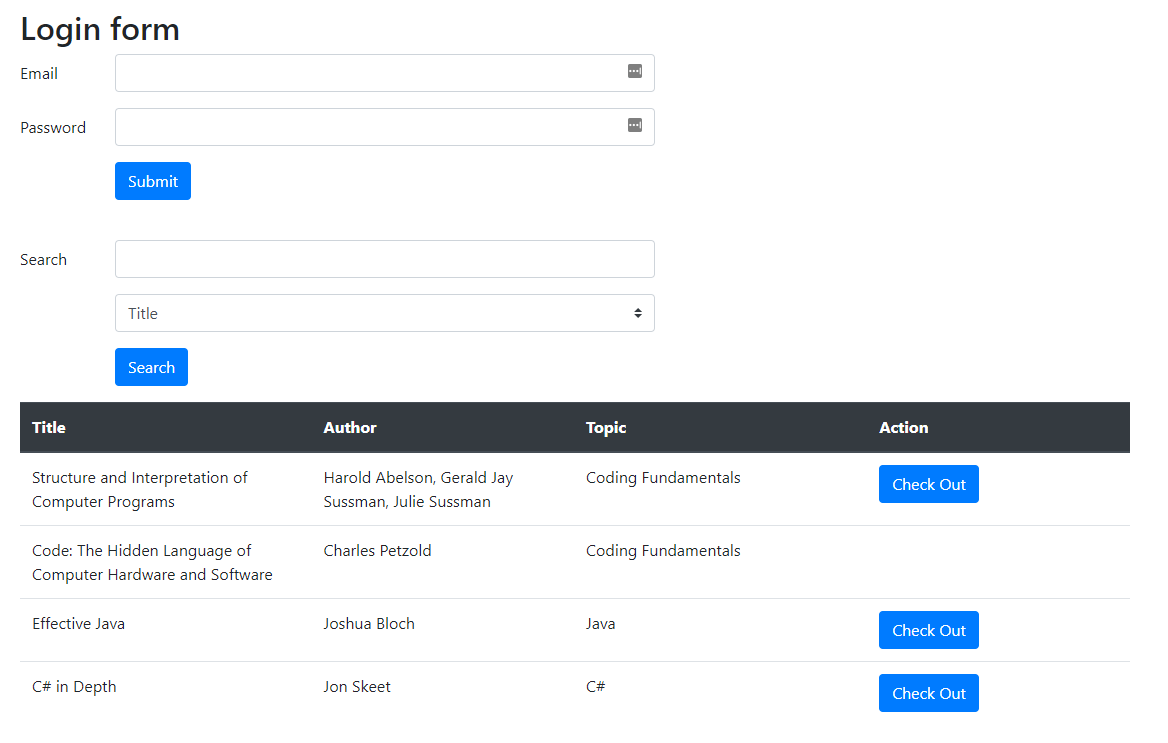 Login form
Email
Password
Submit
Search
Title
Search
Title Author Topic Action
Structure and Interpretation of Harold Abelson, Gerald Jay Coding Fundamentals Check Out
Computer Programs Sussman, Julie Sussman
Code: The Hidden Language of Charles Petzold Coding Fundamentals
Computer Hardware and Software
Effective Java Joshua Bloch Java Check Out
C# in Depth Jon Skeet C# Check Out